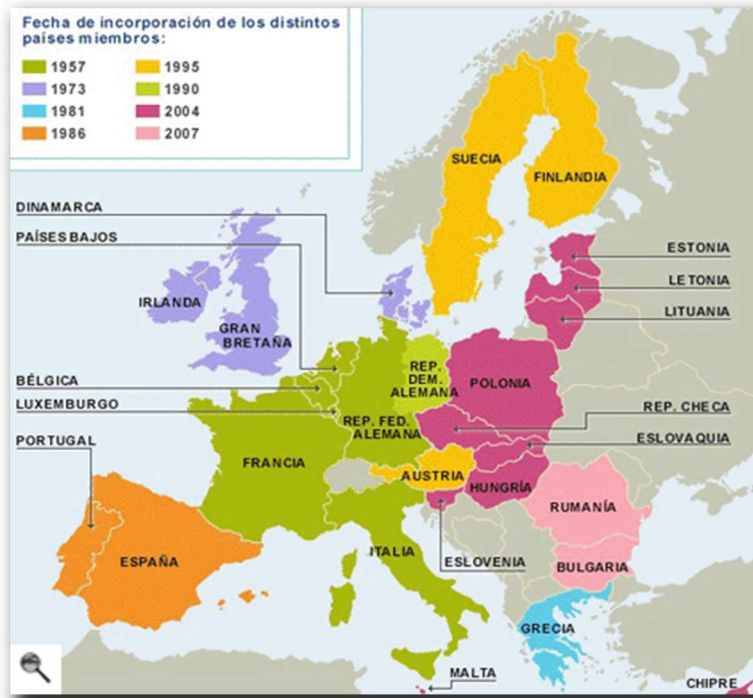 Fecha de incorporación de los distintos
países miembros:
1957
1995
1973
1990
1981
2004
1986
2007
SUECIA
FINLANDIA
DINAMARCA
PAÍSES BAJOS
ESTONIA
LETONIA
LITUANIA
IRLANDA
GRAN
BRETAÑA
BÉLGICA
LUXEMBURGO
PORTUGAL
REP.
DEM.
ALEMANA
POLONIA
REP. FED.
ALEMANA
REP. CHECA
ESLOVAQUIA
FRANCIA
AUSTRIA
HUNGRÍA
RUMANÍA
ESPAÑA
ITALIA
ESLOVENIA
BULGARIA
GRECIA
MALTA
CHIPRE